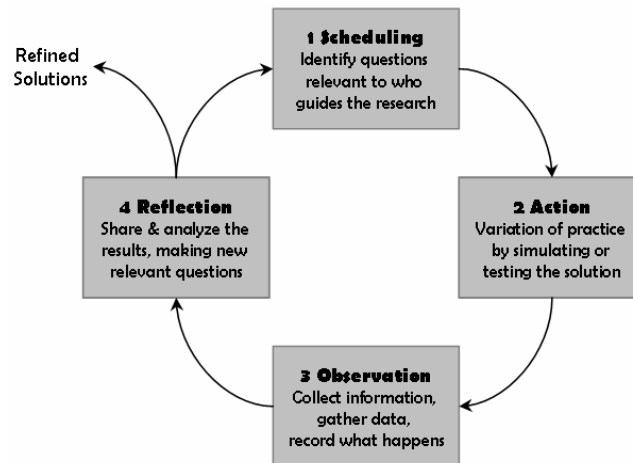 Refined
Solutions
1 Scheduling
Identify questions
relevant to who
guides the research
2 Action
Variation of practice
by simulating or
testing the solution
3 Observation
Collect information,
gather data,
record what happens
4 Reflection
Share & analyze the
results, making new
relevant questions